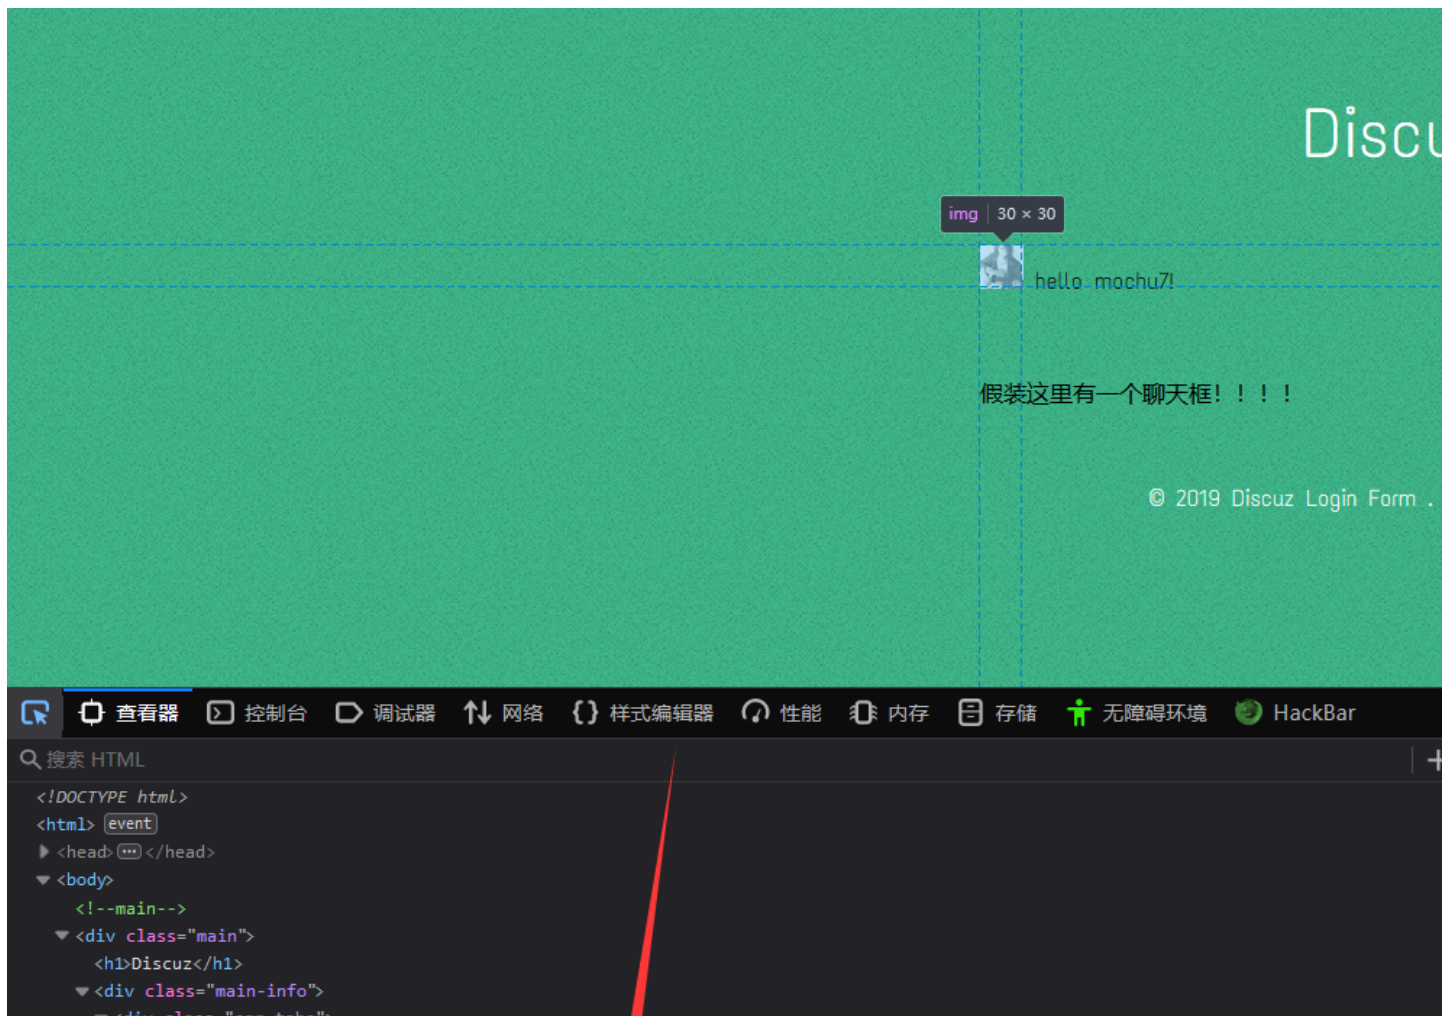 Discu
img 30 × 30
hello mochu7!
假装这里有一个聊天框！！！！
© 2019 Discuz Login Form .
查看器 控制台 调试器 网络 样式编辑器 性能 内存 存储 无障碍环境 HackBar
搜索 HTML
<!DOCTYPE html>
<html> event
<head> ••• </head>
<body>
<!--main-->
<div class="main">
<h1>Discuz</h1>
<div class="main-info">